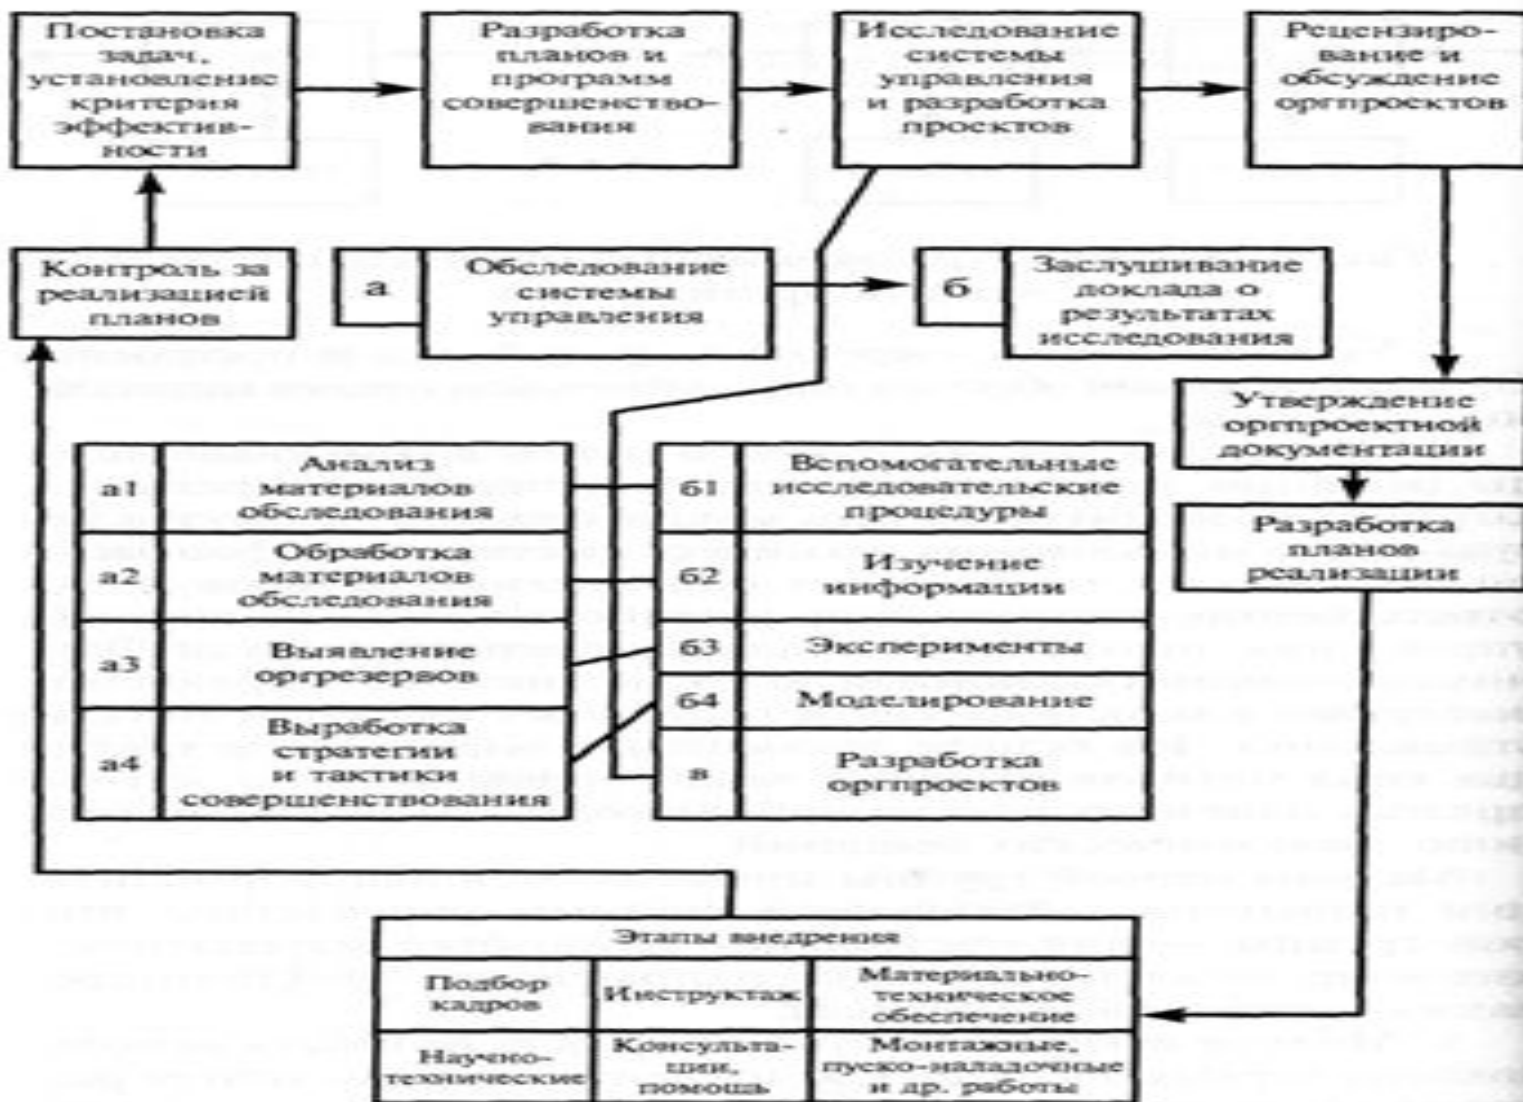 Постановка
задач,
установление
критерия
эффектив-
ности
Разработка
планов и
программ
совершенство-
вания
Исследование
системы
управления
и разработка
проектов
Рецензиро-
вание и
обсуждение
оргпроектов
Контроль за
реализацией
планов
а
Обследование
системы
управления
б
Заслушивание
доклада о
результатах
исследования
Утверждение
оргпроектной
документации
Разработка
планов
реализации
а1
Анализ
материалов
обследования
а2
Обработка
материалов
обследования
а3
Выявление
оргрезервов
а4
Выработка
стратегии
и тактики
совершенствования
б1
Вспомогательные
исследовательские
процедуры
б2
Изучение
информации
б3
Эксперименты
б4
Моделирование
в
Разработка
оргпроектов
Этапы внедрения
Подбор
кадров
Инструктаж
Материально-
техническое
обеспечение
Научно-
технические
Консульта-
ции,
помощь
Монтажные,
пуско-наладочные
и др. работы